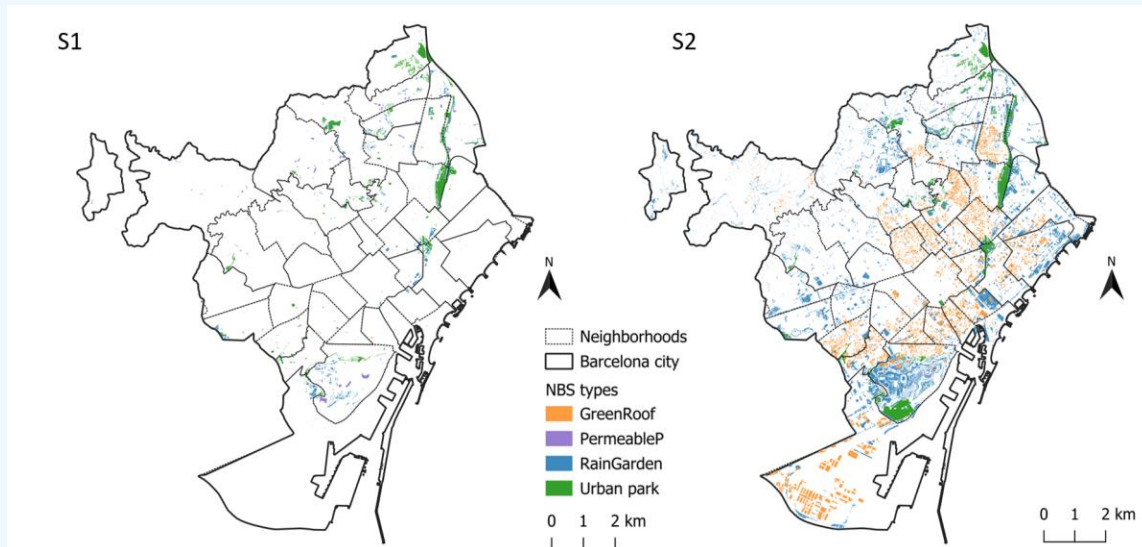 S1
S2
N
N
Neighborhoods
Barcelona city
NBS types
GreenRoof
PermeableP
RainGarden
Urban park
0 1 2 km
0 1 2 km